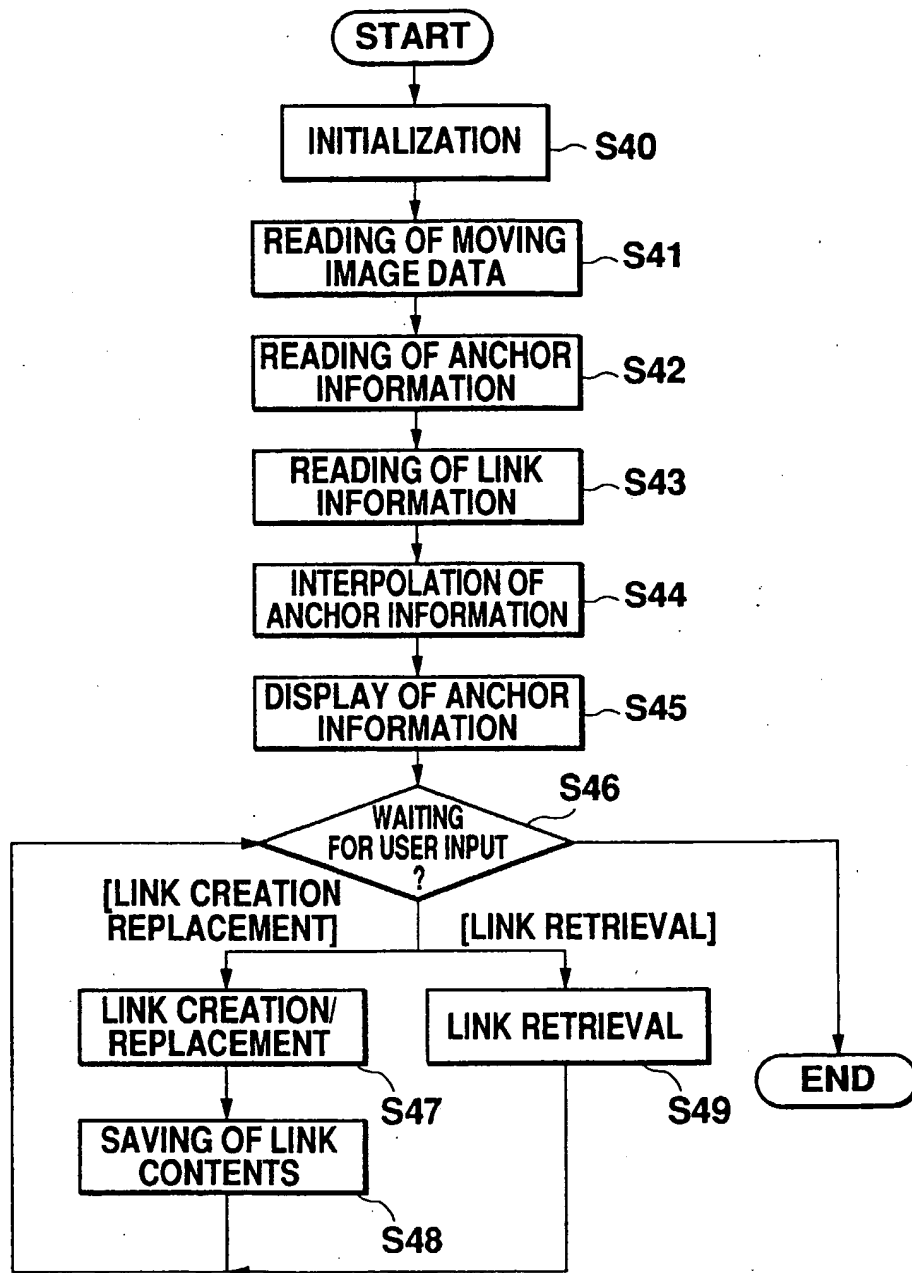 START
INITIALIZATION
S40
READING OF MOVING
IMAGE DATA
S41
READING OF ANCHOR
INFORMATION
S42
READING OF LINK
INFORMATION
S43
INTERPOLATION OF
ANCHOR INFORMATION
S44
DISPLAY OF ANCHOR
INFORMATION
S45
S46
WAITING
FOR USER INPUT
?
[LINK CREATION
REPLACEMENT]
[LINK RETRIEVAL]
LINK CREATION/
REPLACEMENT
S47
LINK RETRIEVAL
S49
END
SAVING OF LINK
CONTENTS
S48